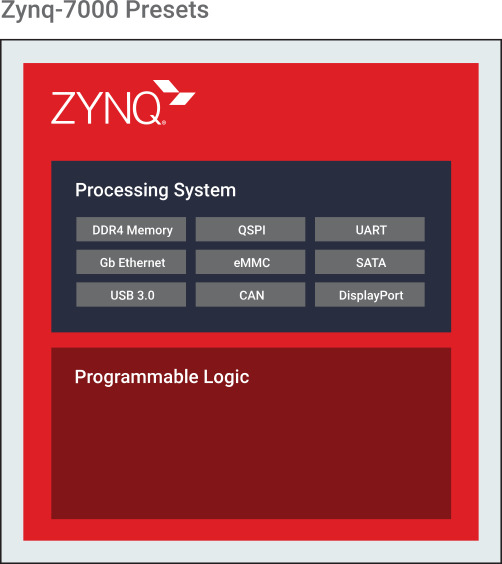 Zynq-7000 Presets
ZYNQ®
Processing System
DDR4 Memory QSPI UART
Gb Ethernet eMMC SATA
USB 3.0 CAN DisplayPort
Programmable Logic